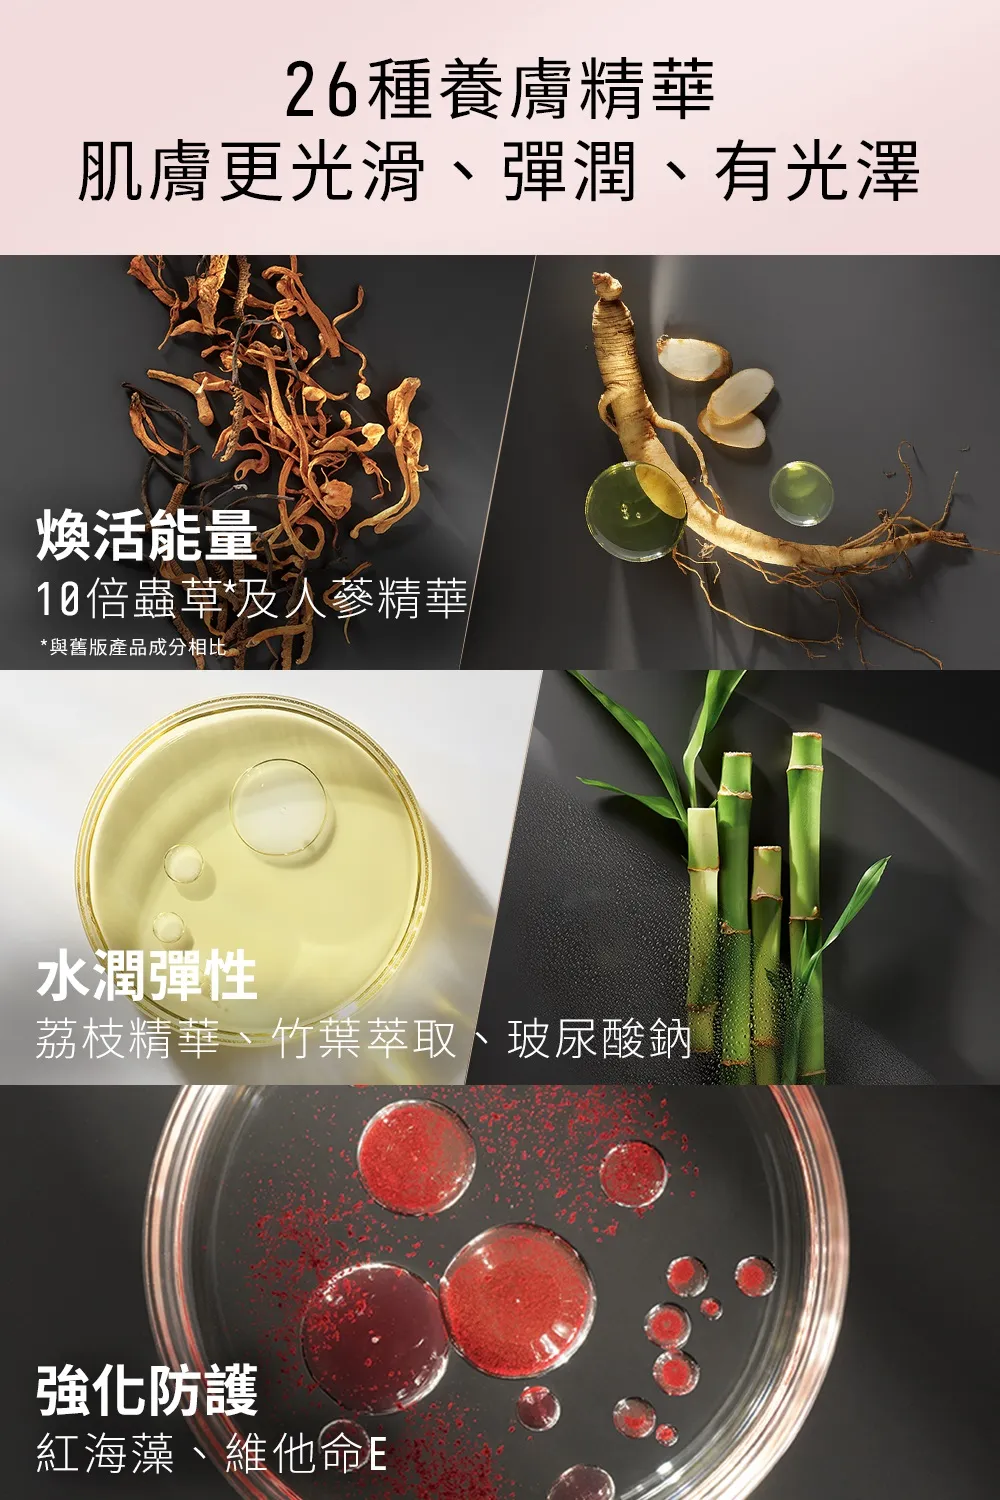 26種養膚精華
肌膚更光滑、彈潤、有光澤
煥活能量
10倍蟲草*及人蔘精華
*與舊版產品成分相比
水潤彈性
荔枝精華、竹葉萃取、玻尿酸鈉
強化防護
紅海藻、維他命E